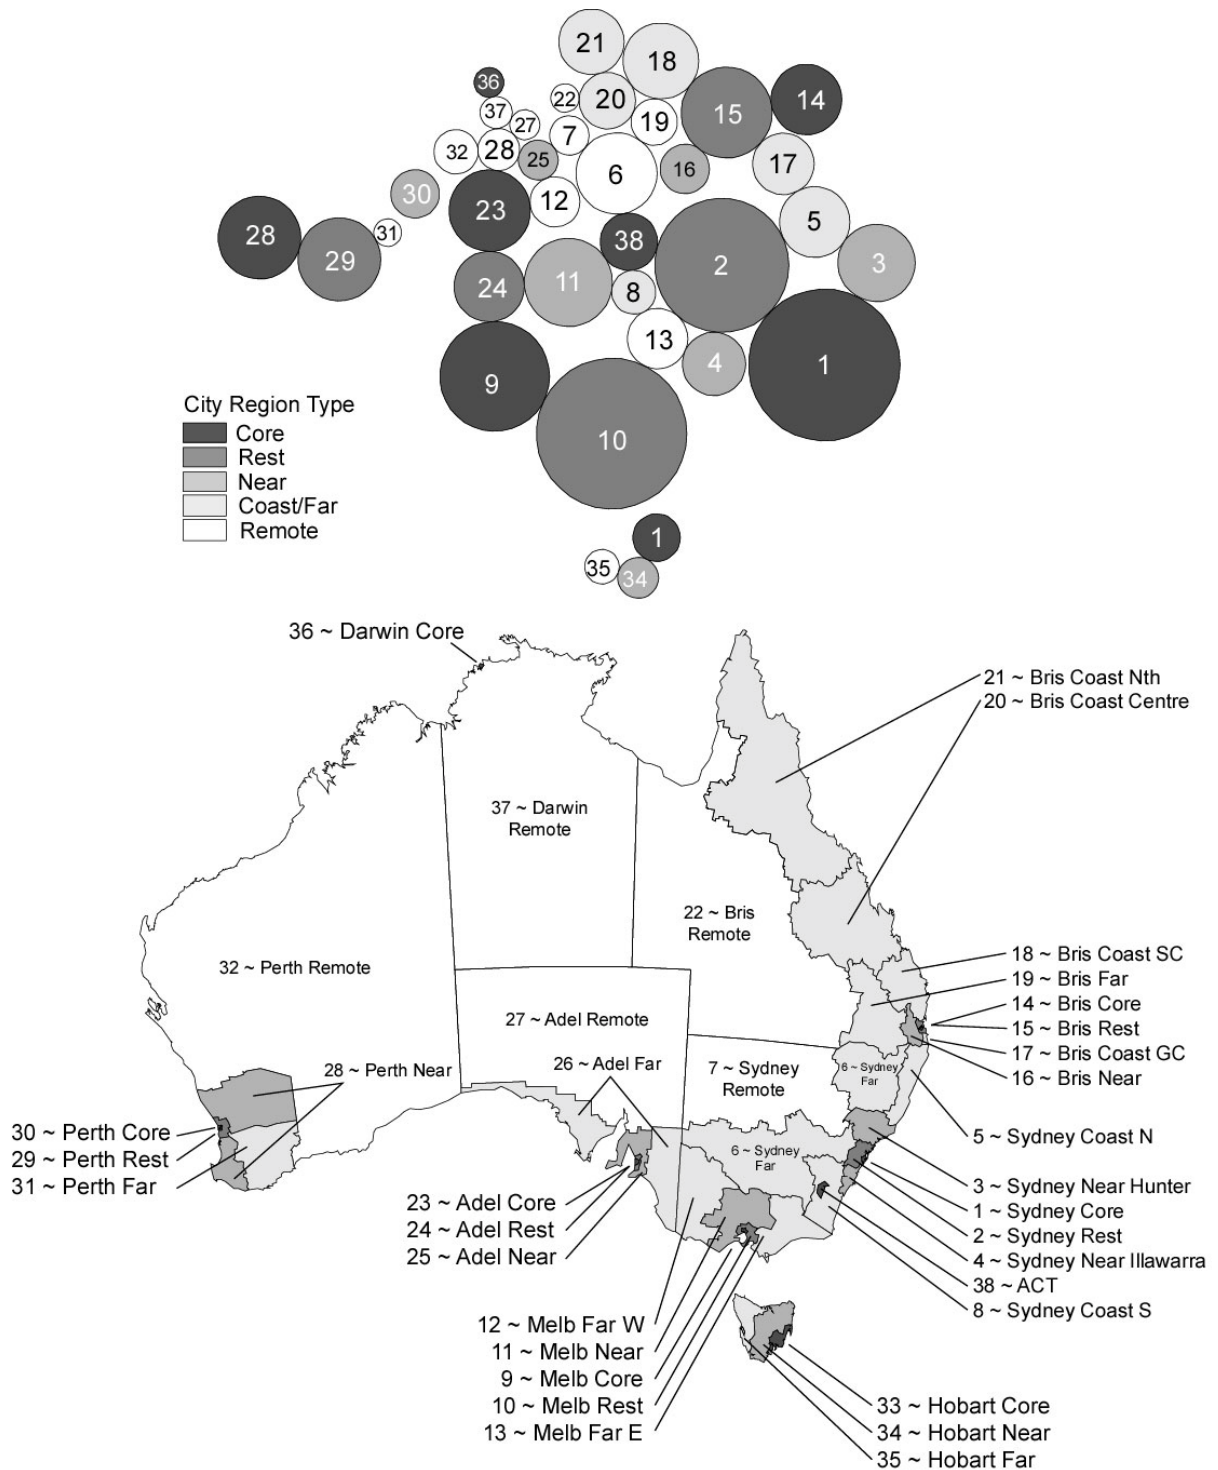 21
18
36
22
20
14
37
15
19
27
7
32
28
25
17
16
6
30
12
23
5
28
31
38
29
2
3
11
24
8
13
4
1
9
10
City Region Type
Core
Rest
Near
Coast/Far
Remote
1
35
34
36 ~ Darwin Core
21 ~ Bris Coast Nth
20 ~ Bris Coast Centre
37 ~ Darwin
Remote
22 ~ Bris
Remote
32 ~ Perth Remote
18 ~ Bris Coast SC
19 ~ Bris Far
14 ~ Bris Core
15 ~ Bris Rest
17 ~ Bris Coast GC
16 ~ Bris Near
27 ~ Adel Remote
26 ~ Adel Far
28 ~ Perth Near
7 ~ Sydney
Remote
6 ~ Sydney
Far
30 ~ Perth Core
29 ~ Perth Rest
31 ~ Perth Far
6 ~ Sydney
Far
5 ~ Sydney Coast N
3 ~ Sydney Near Hunter
1 ~ Sydney Core
2 ~ Sydney Rest
4 ~ Sydney Near Illawarra
38 ~ ACT
8 ~ Sydney Coast S
23 ~ Adel Core
24 ~ Adel Rest
25 ~ Adel Near
12 ~ Melb Far W
11 ~ Melb Near
9 ~ Melb Core
10 ~ Melb Rest
13 ~ Melb Far E
33 ~ Hobart Core
34 ~ Hobart Near
35 ~ Hobart Far